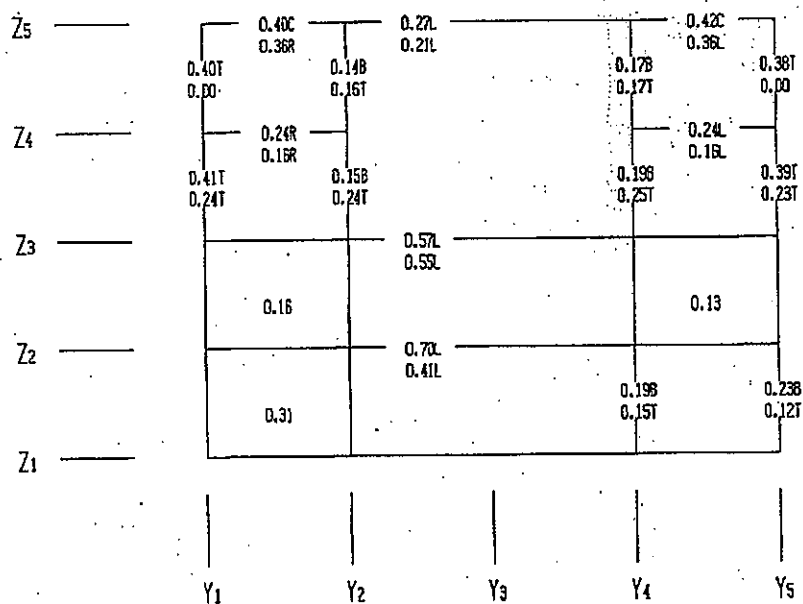 Z5 0.40C 0.27L 0.42C
0.36R 0.21L 0.36L
0.40T 0.14B 0.17B 0.38T
0.00 0.16T 0.17T 0.00
Z4 0.24R 0.24L
0.16R 0.16L
0.41T 0.15B 0.19B 0.39T
0.24T 0.24T 0.25T 0.23T
Z3 0.57L
0.55L
0.16 0.13
Z2 0.70L
0.41L
0.19B 0.23B
0.31 0.15T 0.12T
Z1
Y1 Y2 Y3 Y4 Y5